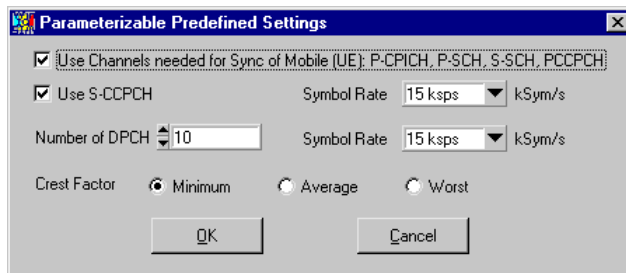 Parameterizable Predefined Settings
Use Channels needed for Sync of Mobile (UE): P-CPICH, P-SCH, S-SCH, PCCPCH
Use S-CCPCH Symbol Rate 15 ksps kSym/s
Number of DPCH 10 Symbol Rate 15 ksps kSym/s
Crest Factor Minimum Average Worst
OK Cancel